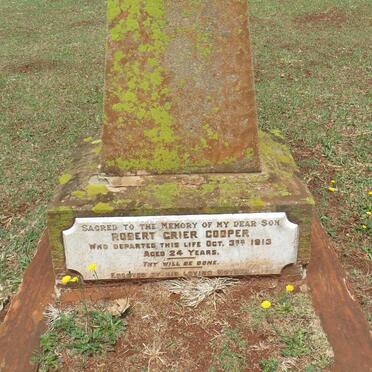 SACRED TO THE MEMORY OF MY DEAR SON
ROBERT GRIER COOPER
WHO DEPARTED THIS LIFE OCT. 3RD 1913
AGED 24 YEARS.
THY WILL BE DONE.